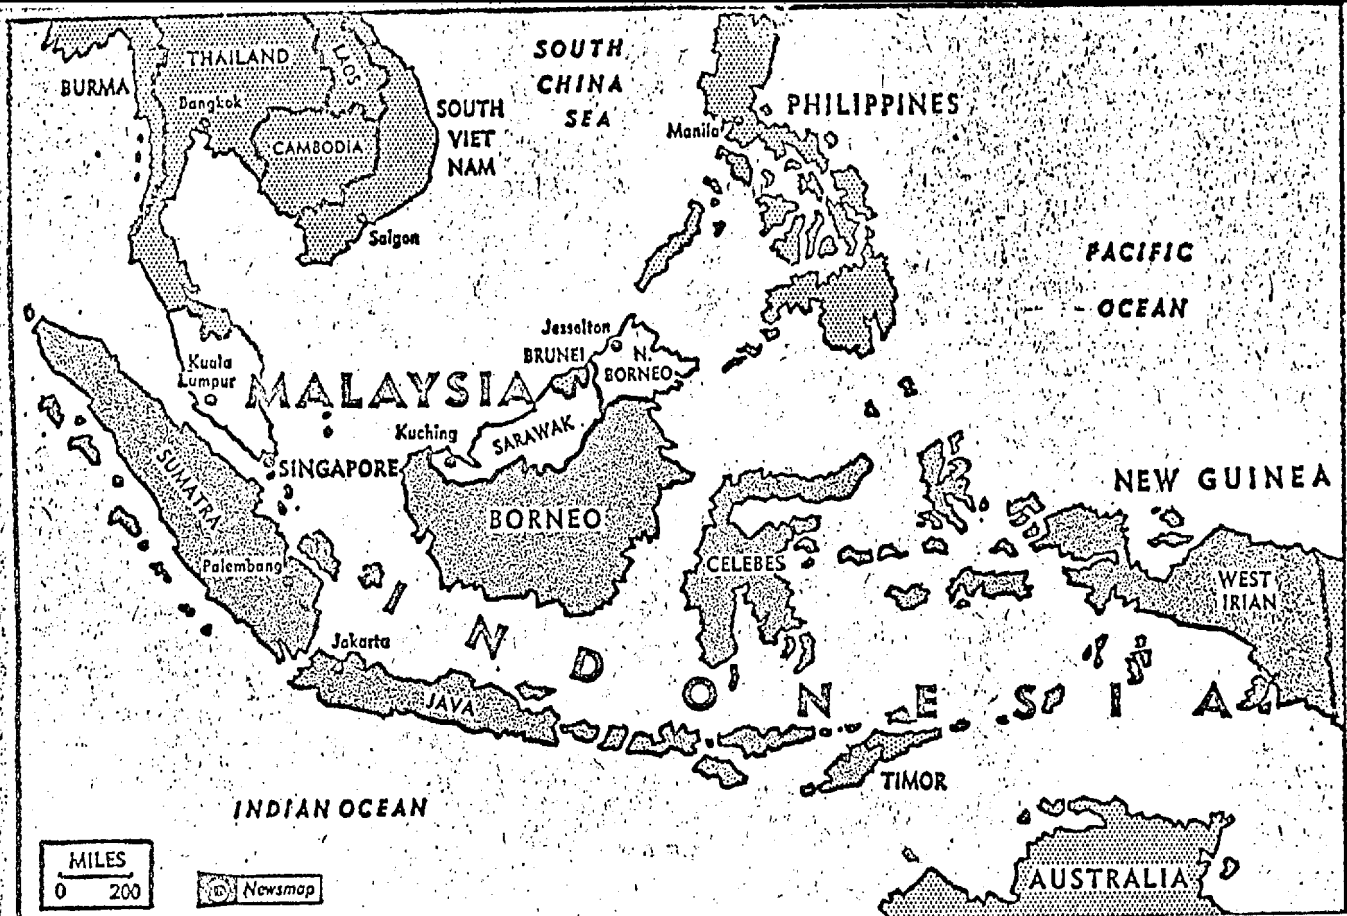 THAILAND
LAOS
BURMA
Bangkok
SOUTH
VIET
NAM
CAMBODIA
Saigon
SOUTH
CHINA
SEA
PHILIPPINES
Manila
PACIFIC
OCEAN
Jesselton
BRUNEI
N.
BORNEO
Kuala
Lumpur
MALAYSIA
Kuching
SARAWAK
SINGAPORE
SUMATRA
NEW GUINEA
BORNEO
Palembang
CELEBES
WEST
IRIAN
INDONESIA
Jakarta
JAVA
TIMOR
INDIAN OCEAN
MILES
0 200
Newsmap
AUSTRALIA